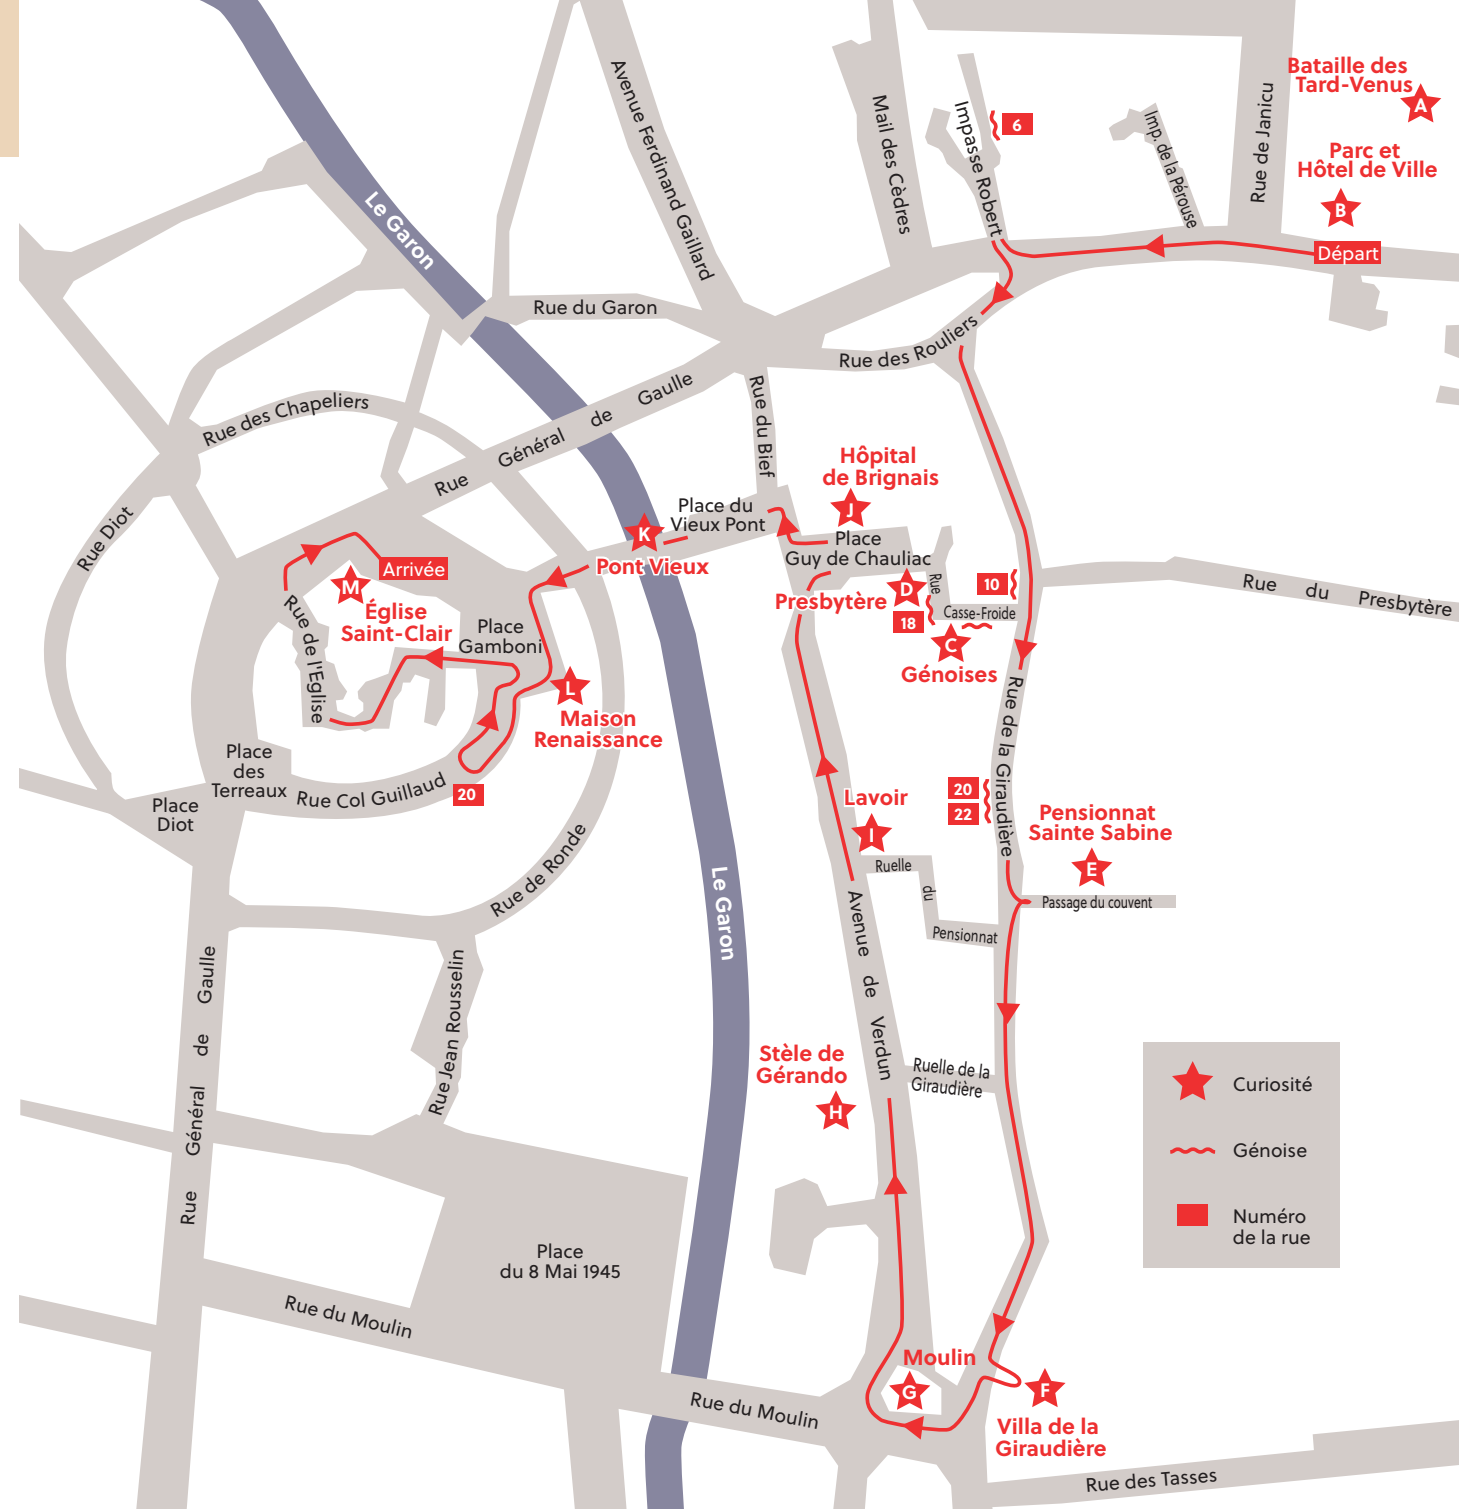 Bataille des
Tard-Venus
A
Parc et
Hôtel de Ville
B
Départ
Rue de Janicu
Imp. de la Pérouse
6
Impasse Robert
Mail des Cèdres
Avenue Ferdinand Gaillard
Le Garon
Rue du Garon
Rue des Rouliers
Rue Général de Gaulle
Rue du Bief
Rue des Chapeliers
Rue Diot
Hôpital
de Brignais
J
Place du
Vieux Pont
K
Pont Vieux
Place
Guy de Chauliac
Presbytère
D
18
Rue
Casse-Froide
10
C
Génoises
Rue du Presbytère
Arrivée
M
Église
Saint-Clair
Rue de l'Eglise
Place
Gamboni
L
Maison
Renaissance
Place
des
Terreaux
Place
Diot
Rue Col Guillaud
20
Rue de Ronde
Le Garon
Lavoir
I
Rue de la Giraudière
20
22
Pensionnat
Sainte Sabine
E
Passage du couvent
Ruelle
du
Pensionnat
Avenue de Verdun
Rue Jean Rousselin
Rue Général de Gaulle
Stèle de
Gérando
H
Ruelle de la
Giraudière
Curiosité
Génoise
Numéro
de la rue
Place
du 8 Mai 1945
Rue du Moulin
Rue du Moulin
Moulin
G
F
Villa de la
Giraudière
Rue des Tasses